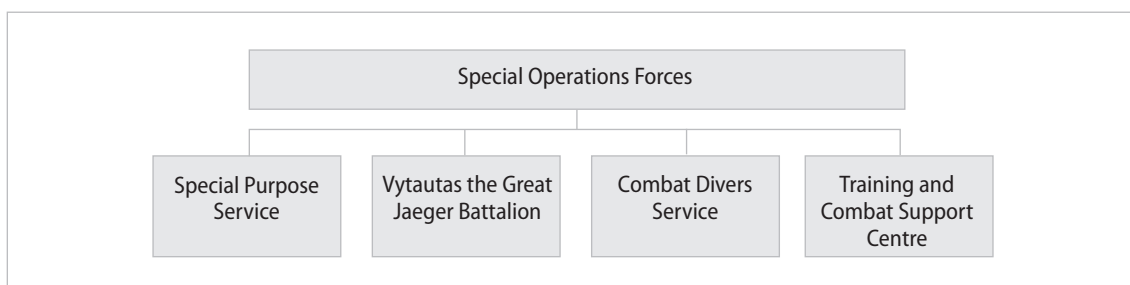 Special Operations Forces
Special Purpose
Service
Vytautas the Great
Jaeger Battalion
Combat Divers
Service
Training and
Combat Support
Centre